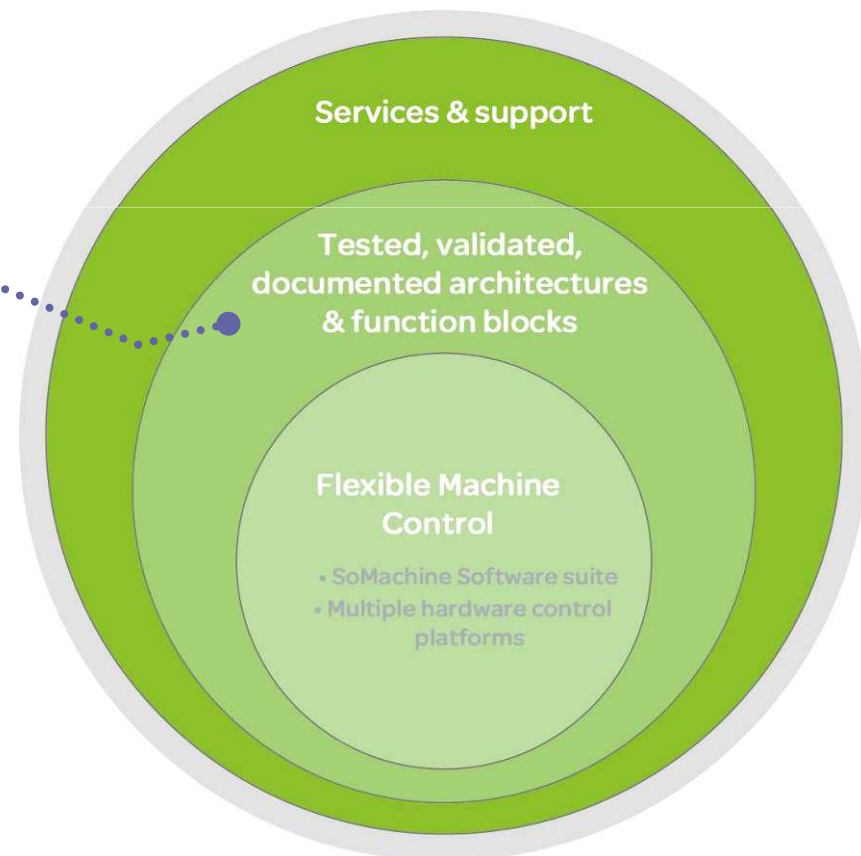 Services & support
Tested, validated,
documented architectures
& function blocks
Flexible Machine
Control
• SoMachine Software suite
• Multiple hardware control
platforms